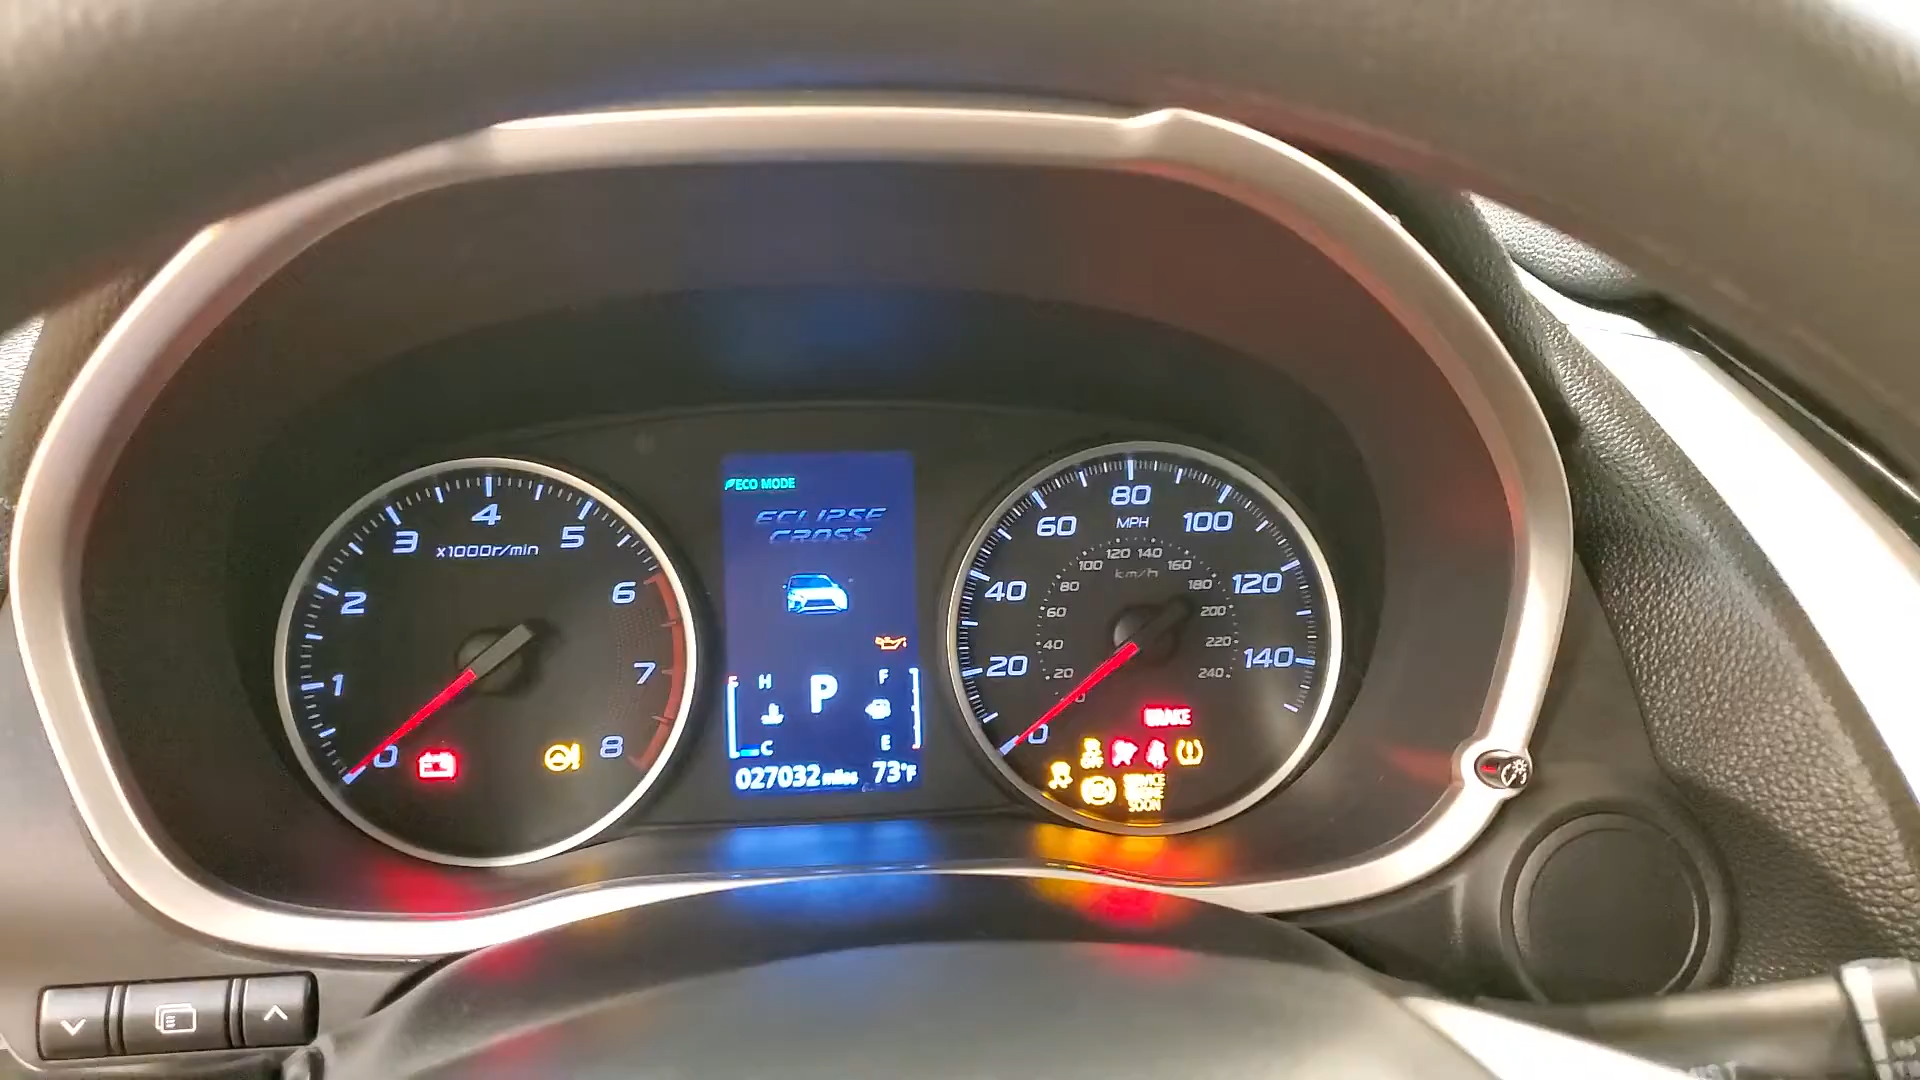 ECO MODE
ECLIPSE
CROSS
x1000r/min
0
1
2
3
4
5
6
7
8
H
C
P
F
E
027032 miles 73°F
MPH
0
20
40
60
80
100
120
140
km/h
0
20
40
60
80
100
120
140
160
180
200
220
240
BRAKE
SERVICE
ENGINE
SOON